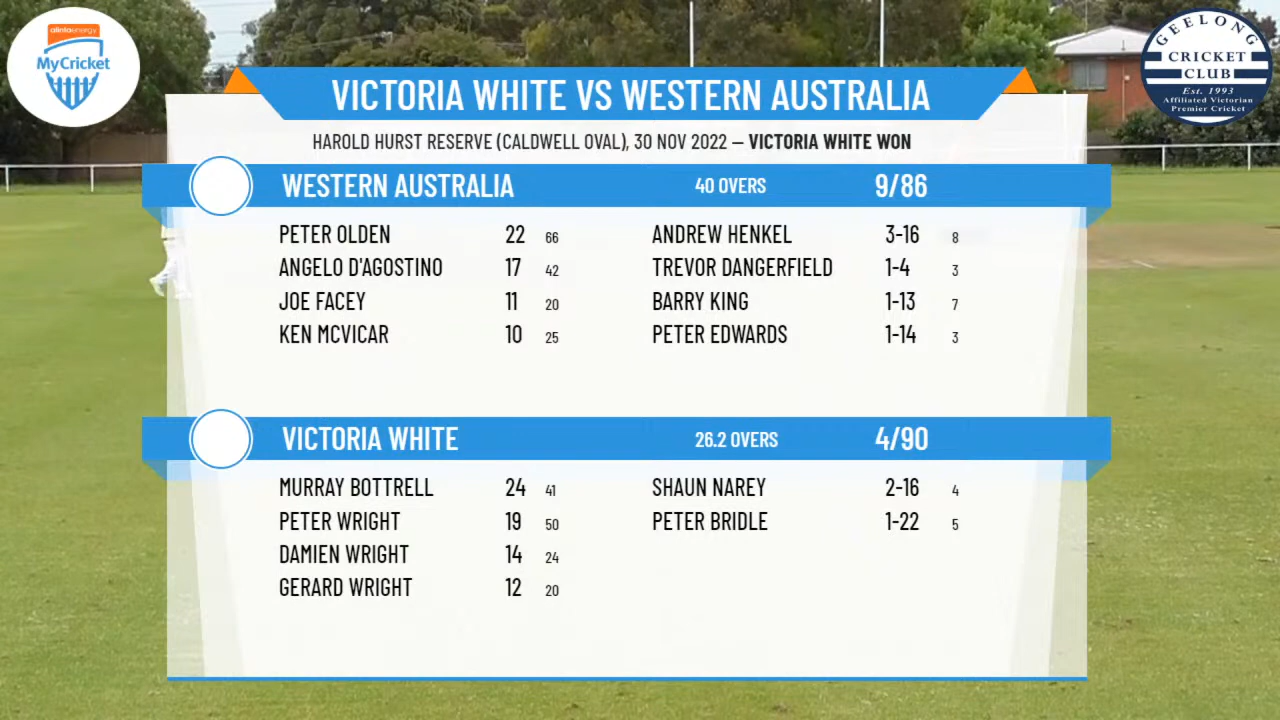 alintaenergy
MyCricket
GEELONG
CRICKET
CLUB
Est. 1993
Affiliated Victorian
Premier Cricket
VICTORIA WHITE VS WESTERN AUSTRALIA
HAROLD HURST RESERVE (CALDWELL OVAL), 30 NOV 2022 – VICTORIA WHITE WON
WESTERN AUSTRALIA 40 OVERS 9/86
PETER OLDEN 22 66 ANDREW HENKEL 3-16 8
ANGELO D'AGOSTINO 17 42 TREVOR DANGERFIELD 1-4 3
JOE FACEY 11 20 BARRY KING 1-13 7
KEN MCVICAR 10 25 PETER EDWARDS 1-14 3
VICTORIA WHITE 26.2 OVERS 4/90
MURRAY BOTTRELL 24 41 SHAUN NAREY 2-16 4
PETER WRIGHT 19 50 PETER BRIDLE 1-22 5
DAMIEN WRIGHT 14 24
GERARD WRIGHT 12 20